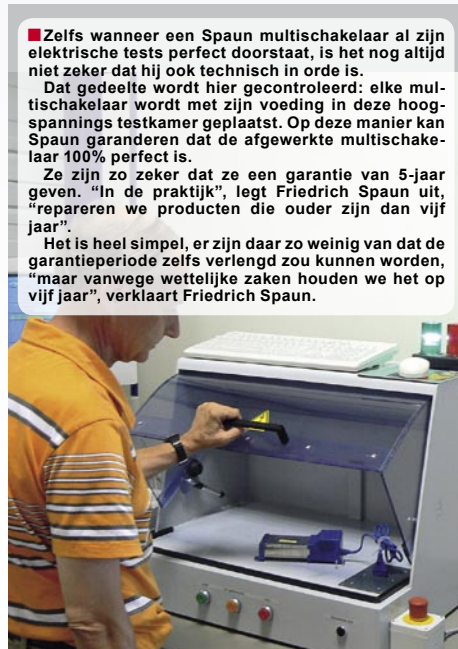 Zelfs wanneer een Spaun multischakelaar al zijn
elektrische tests perfect doorstaat, is het nog altijd
niet zeker dat hij ook technisch in orde is.
Dat gedeelte wordt hier gecontroleerd: elke mul-
tischakelaar wordt met zijn voeding in deze hoog-
spannings testkamer geplaatst. Op deze manier kan
Spaun garanderen dat de afgewerkte multischake-
laar 100% perfect is.
Ze zijn zo zeker dat ze een garantie van 5-jaar
geven. “In de praktijk”, legt Friedrich Spaun uit,
“repareren we producten die ouder zijn dan vijf
jaar”.
Het is heel simpel, er zijn daar zo weinig van dat de
garantieperiode zelfs verlengd zou kunnen worden,
“maar vanwege wettelijke zaken houden we het op
vijf jaar”, verklaart Friedrich Spaun.